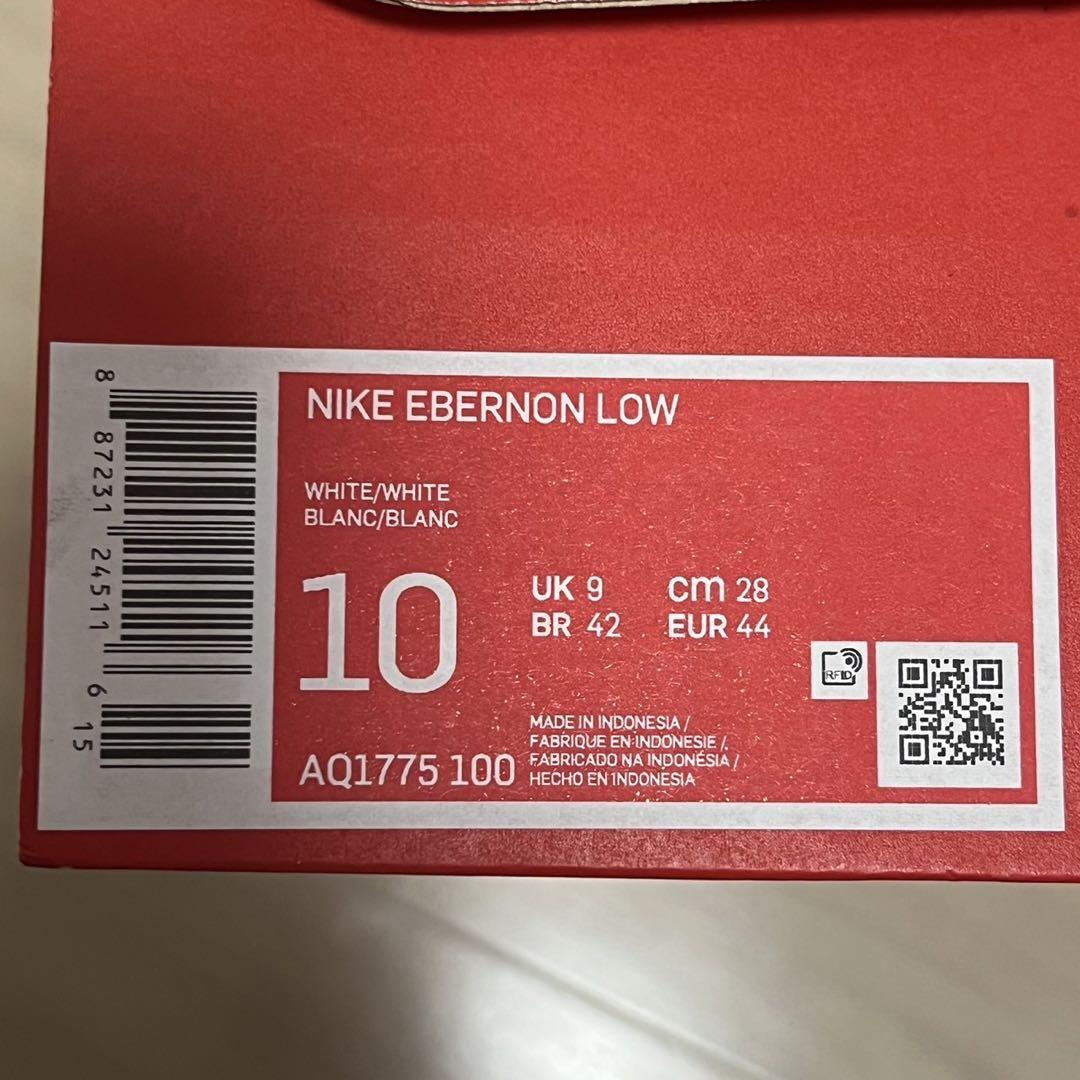 NIKE EBERNON LOW
WHITE/WHITE
BLANC/BLANC
10
UK 9 cm 28
BR 42 EUR 44
RFID
MADE IN INDONESIA /
FABRIQUE EN INDONESIE /
FABRICADO NA INDONÉSIA /
HECHO EN INDONESIA
AQ1775 100
8 87231 24511 6 15